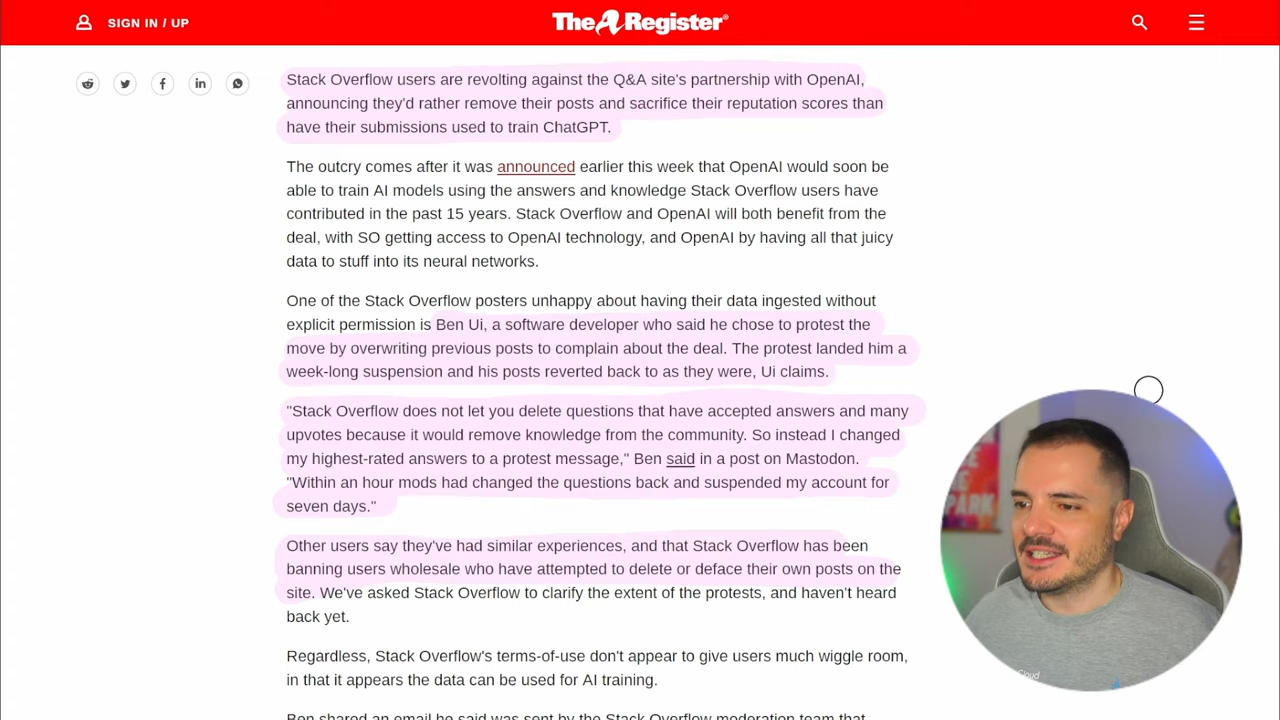 SIGN IN / UP
The Register®
Stack Overflow users are revolting against the Q&A site's partnership with OpenAI,
announcing they'd rather remove their posts and sacrifice their reputation scores than
have their submissions used to train ChatGPT.
The outcry comes after it was announced earlier this week that OpenAI would soon be
able to train AI models using the answers and knowledge Stack Overflow users have
contributed in the past 15 years. Stack Overflow and OpenAI will both benefit from the
deal, with SO getting access to OpenAI technology, and OpenAI by having all that juicy
data to stuff into its neural networks.
One of the Stack Overflow posters unhappy about having their data ingested without
explicit permission is Ben Ui, a software developer who said he chose to protest the
move by overwriting previous posts to complain about the deal. The protest landed him a
week-long suspension and his posts reverted back to as they were, Ui claims.
"Stack Overflow does not let you delete questions that have accepted answers and many
upvotes because it would remove knowledge from the community. So instead I changed
my highest-rated answers to a protest message," Ben said in a post on Mastodon.
"Within an hour mods had changed the questions back and suspended my account for
seven days."
Other users say they've had similar experiences, and that Stack Overflow has been
banning users wholesale who have attempted to delete or deface their own posts on the
site. We've asked Stack Overflow to clarify the extent of the protests, and haven't heard
back yet.
Regardless, Stack Overflow's terms-of-use don't appear to give users much wiggle room,
in that it appears the data can be used for AI training.
Ben shared an email he said was sent by the Stack Overflow moderation team that
PARK
Cloud